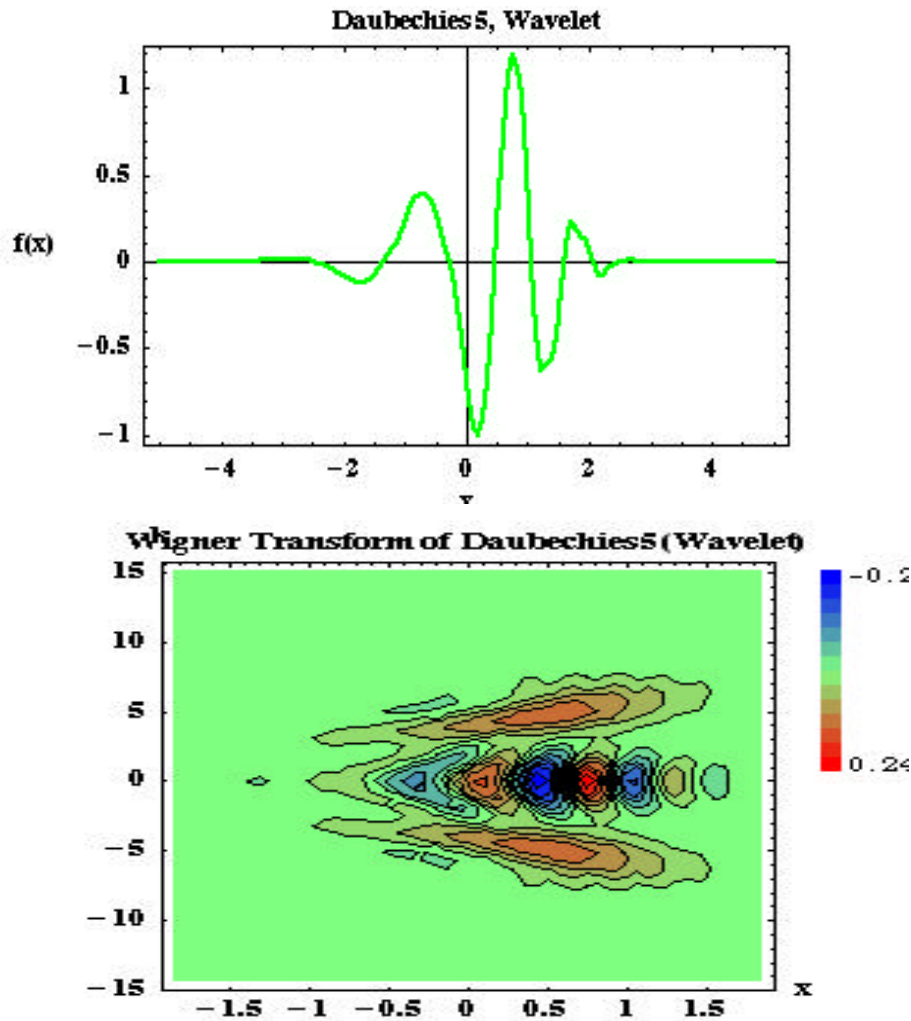 Daubechies5, Wavelet
1
0.5
f(x)
0
−0.5
−1
−4 −2 0 2 4
x
Wigner Transform of Daubechies5(Wavelet)
15
10
5
0
−5
−10
−15
−1.5 −1 −0.5 0 0.5 1 1.5
x
-0.2
0.24